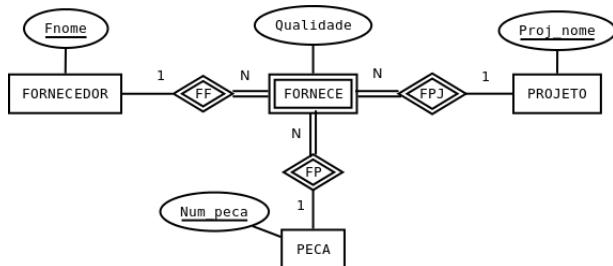 Fnome
Qualidade
Proj_nome
FORNECEDOR
1
FF
N
FORNECE
N
FPJ
1
PROJETO
N
FP
1
Num_peca
PECA